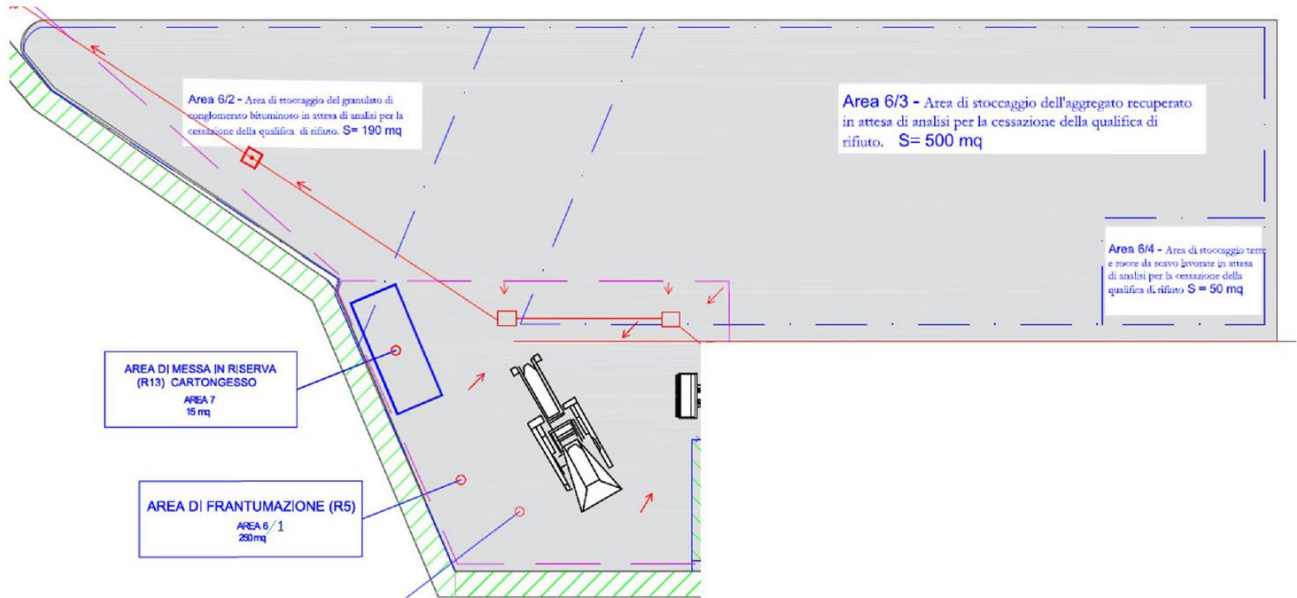 Area 6/2 - Area di stoccaggio del granulato di
conglomerato bituminoso in attesa di analisi per la
cessazione della qualifica di rifiuto. S= 190 mq
Area 6/3 - Area di stoccaggio dell'aggregato recuperato
in attesa di analisi per la cessazione della qualifica di
rifiuto. S= 500 mq
Area 6/4 - Area di stoccaggio terre
e rocce da scavo lavorate in attesa
di analisi per la cessazione della
qualifica di rifiuto S = 50 mq
AREA DI MESSA IN RISERVA
(R13) CARTONGESSO
AREA 7
15 mq
AREA DI FRANTUMAZIONE (R5)
AREA 6/1
250mq